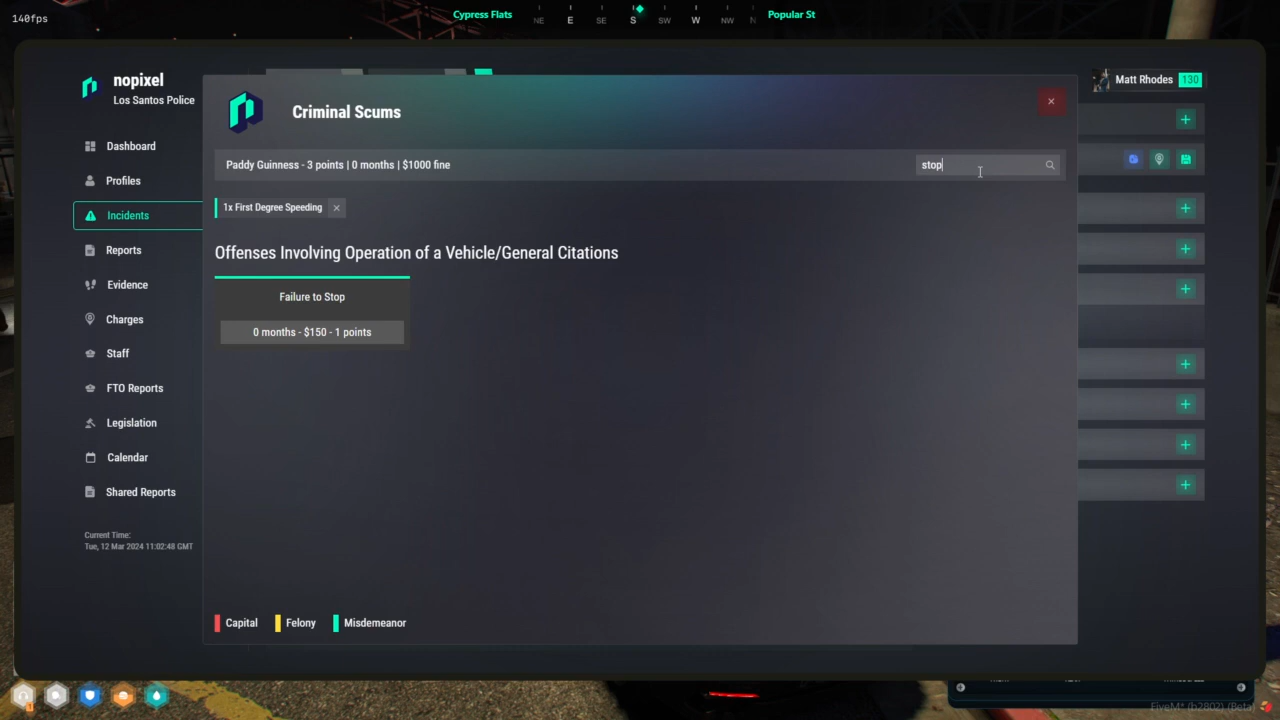 140fps
Cypress Flats
NE E SE S SW W NW N
Popular St
nopixel
Los Santos Police
Matt Rhodes 130
Dashboard
Profiles
Incidents
Reports
Evidence
Charges
Staff
FTO Reports
Legislation
Calendar
Shared Reports
Current Time:
Tue, 12 Mar 2024 11:02:48 GMT
Criminal Scums
Paddy Guinness - 3 points | 0 months | $1000 fine
stop
1x First Degree Speeding
Offenses Involving Operation of a Vehicle/General Citations
Failure to Stop
0 months - $150 - 1 points
Capital
Felony
Misdemeanor
FiveM* (b2802) (Beta)